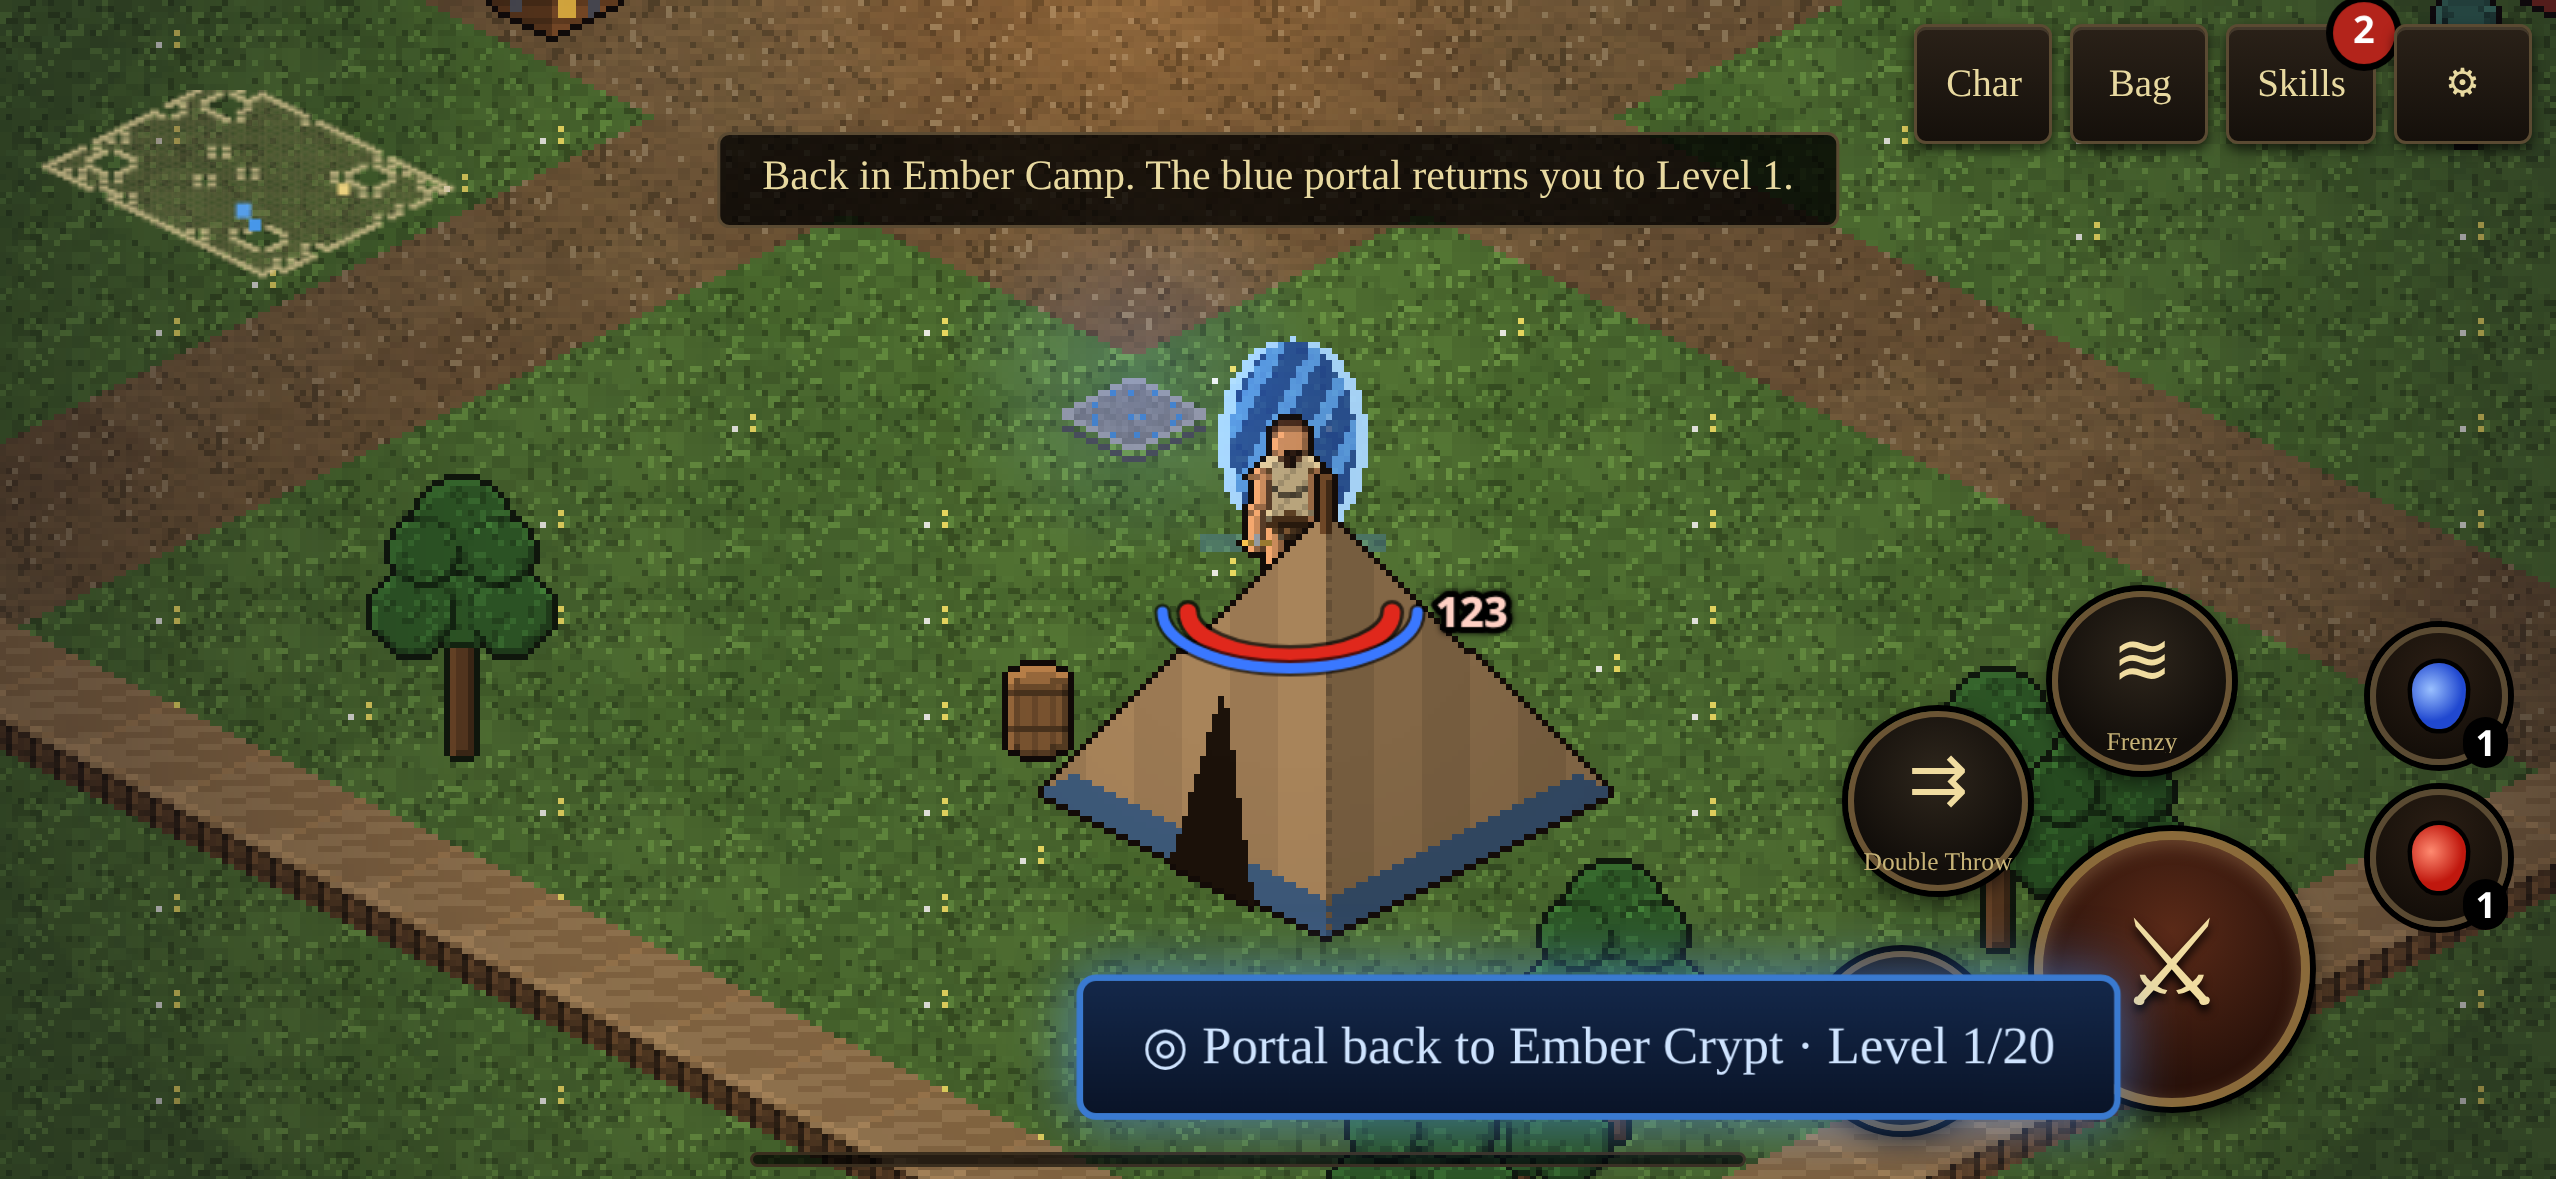 2
Char
Bag
Skills
Back in Ember Camp. The blue portal returns you to Level 1.
123
Frenzy
1
Double Throw
1
◎ Portal back to Ember Crypt · Level 1/20